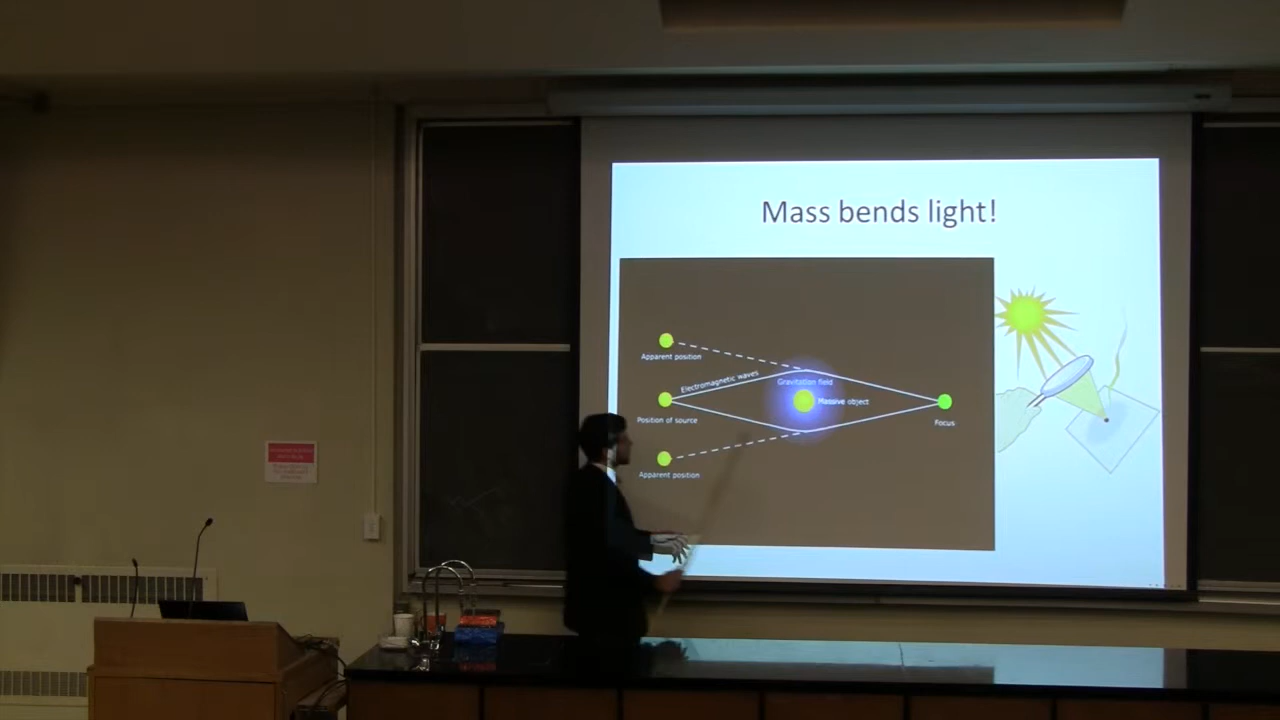 Mass bends light!
Apparent position
Electromagnetic waves
Gravitation field
Massive object
Position of source
Focus
Apparent position